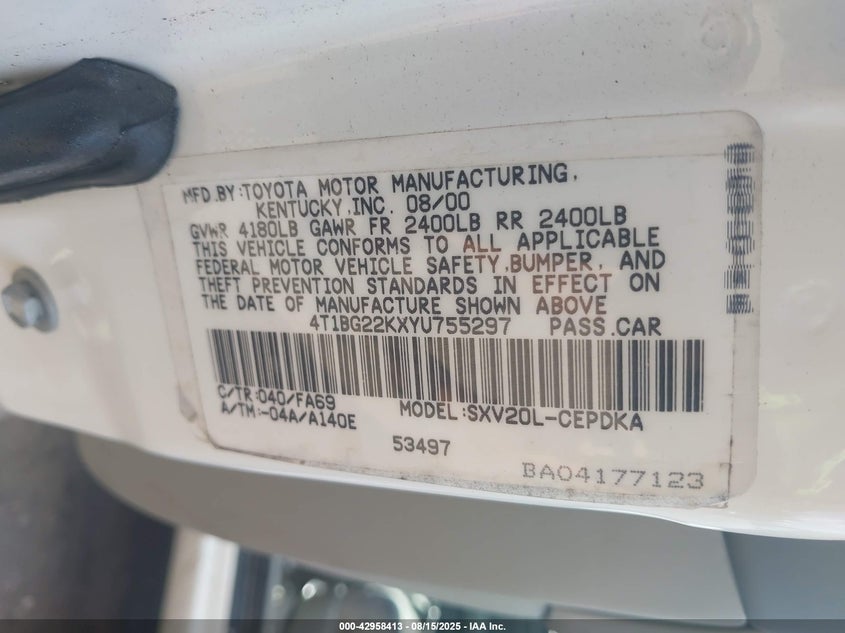 MFD.BY:TOYOTA MOTOR MANUFACTURING,
KENTUCKY,INC. 08/00
GVWR 4180LB GAWR FR 2400LB RR 2400LB
THIS VEHICLE CONFORMS TO ALL APPLICABLE
FEDERAL MOTOR VEHICLE SAFETY,BUMPER, AND
THEFT PREVENTION STANDARDS IN EFFECT ON
THE DATE OF MANUFACTURE SHOWN ABOVE
4T1BG22KXYU755297 PASS.CAR
C/TR:040/FA69
A/TM:-04A/A140E
MODEL:SXV20L-CEPDKA
53497
BA04177123
000-42958413 - 08/15/2025 - IAA Inc.